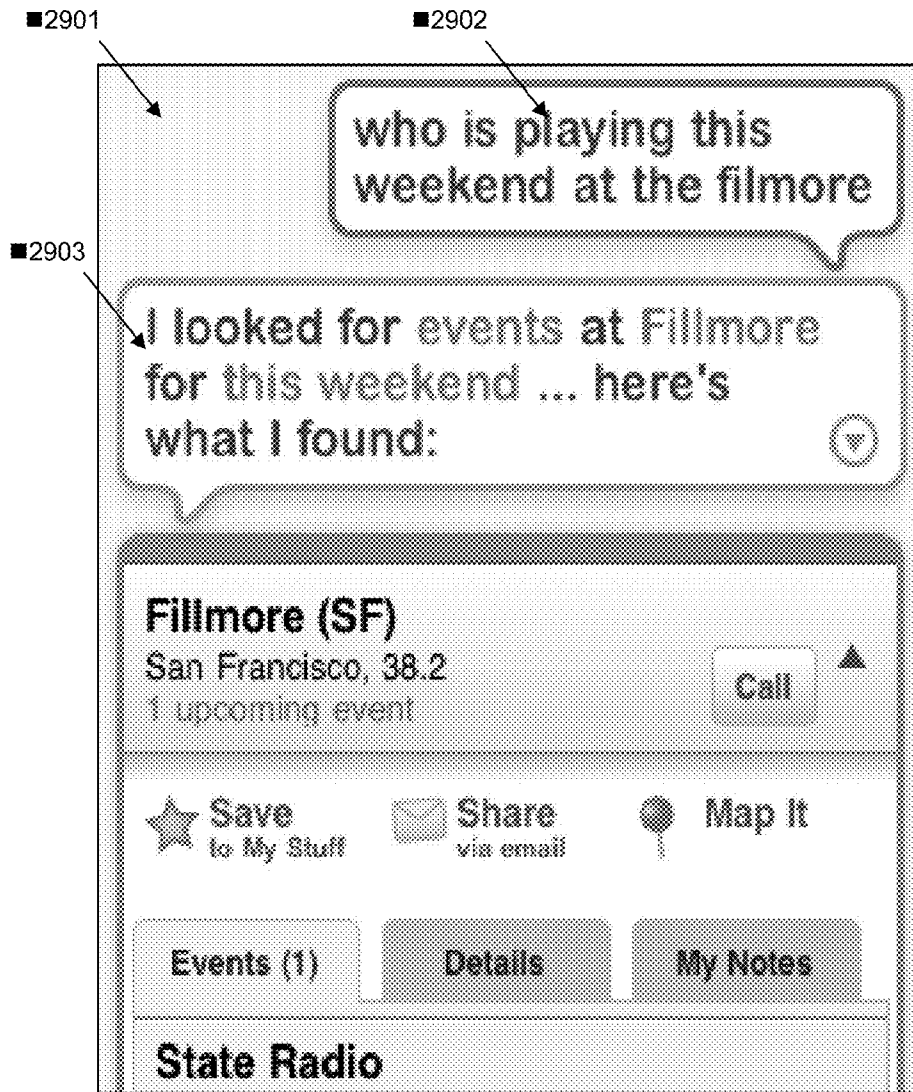 ■2901 ■2902
who is playing this
weekend at the filmore
■2903
I looked for events at Fillmore
for this weekend ... here's
what I found:
Fillmore (SF)
San Francisco, 38.2
1 upcoming event
Call
Save
to My Stuff
Share
via email
Map It
Events (1)
Details
My Notes
State Radio